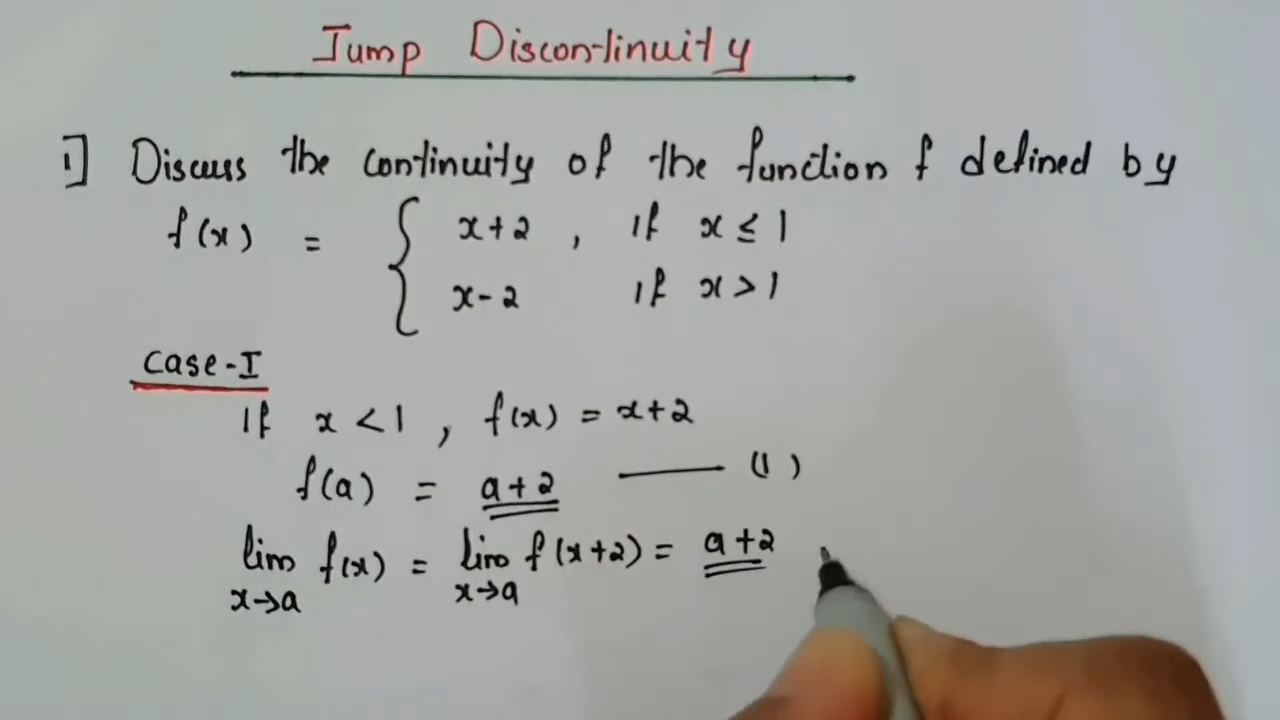 Jump Discontinuity
1] Discuss the continuity of the function f defined by
f(x) = { x+2 , if x ≤ 1
x-2 if x > 1
Case-I
If x < 1 , f(x) = x+2
f(a) = a+2 —— (1)
lim f(x) = lim f(x+2) = a+2
x→a x→a